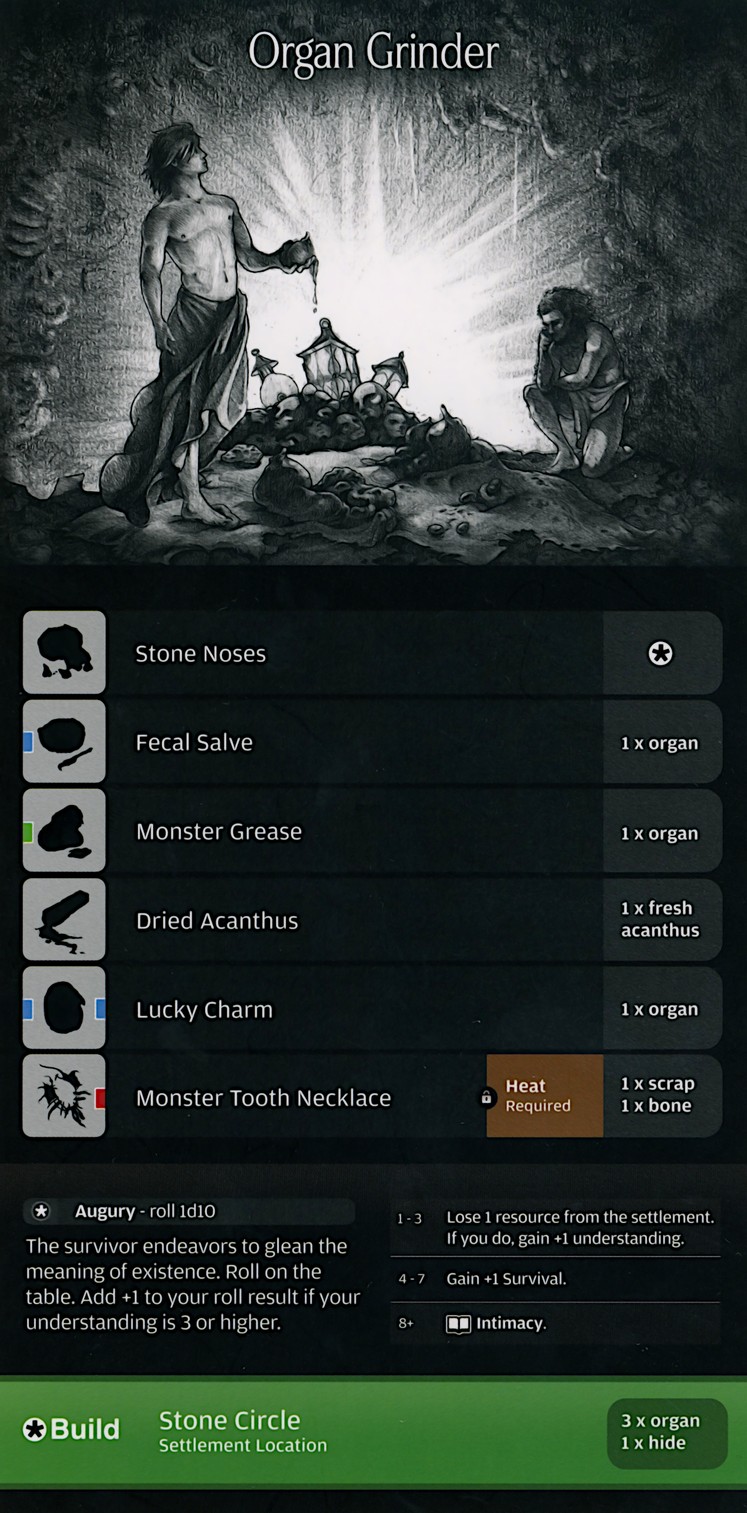 Organ Grinder
Stone Noses
Fecal Salve
1 x organ
Monster Grease
1 x organ
Dried Acanthus
1 x fresh
acanthus
Lucky Charm
1 x organ
Monster Tooth Necklace
Heat
Required
1 x scrap
1 x bone
Augury - roll 1d10
The survivor endeavors to glean the
meaning of existence. Roll on the
table. Add +1 to your roll result if your
understanding is 3 or higher.
1 - 3
Lose 1 resource from the settlement.
If you do, gain +1 understanding.
4 - 7
Gain +1 Survival.
8+
Intimacy.
Build
Stone Circle
Settlement Location
3 x organ
1 x hide